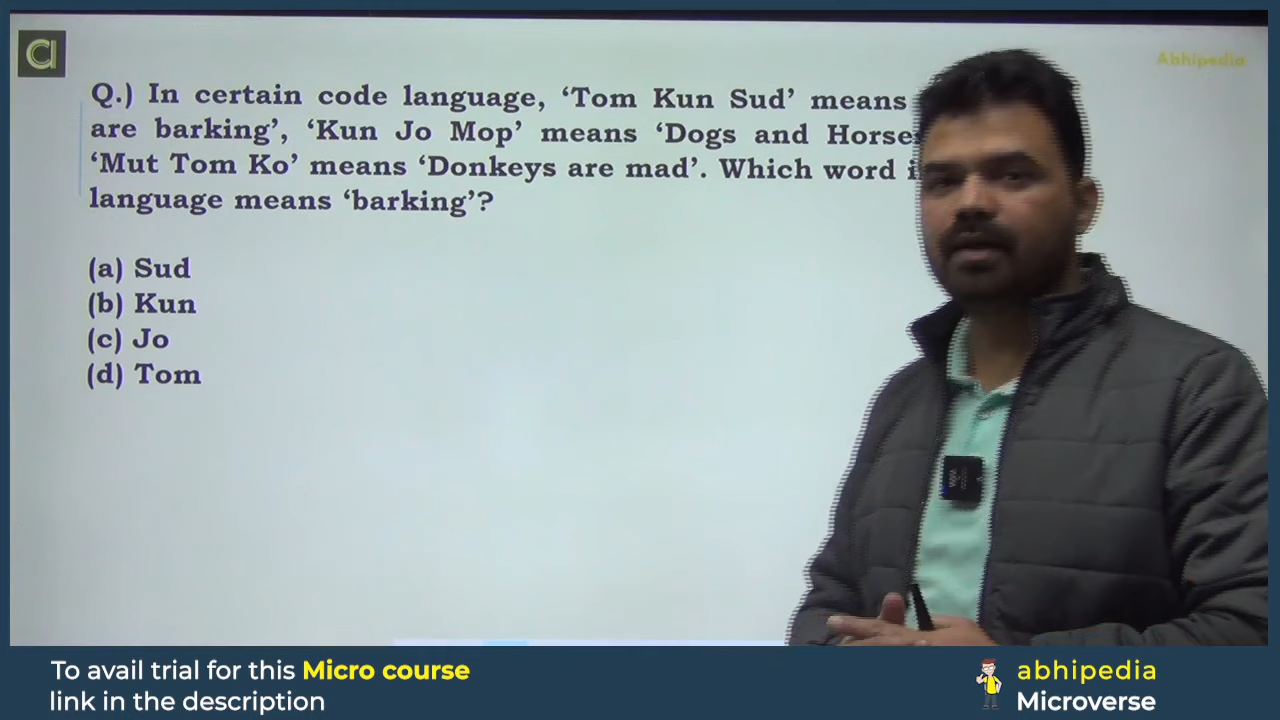 Abhipedia
Q.) In certain code language, ‘Tom Kun Sud’ means
are barking’, ‘Kun Jo Mop’ means ‘Dogs and Horses
‘Mut Tom Ko’ means ‘Donkeys are mad’. Which word
language means ‘barking’?
(a) Sud
(b) Kun
(c) Jo
(d) Tom
To avail trial for this Micro course
link in the description
abhipedia
Microverse